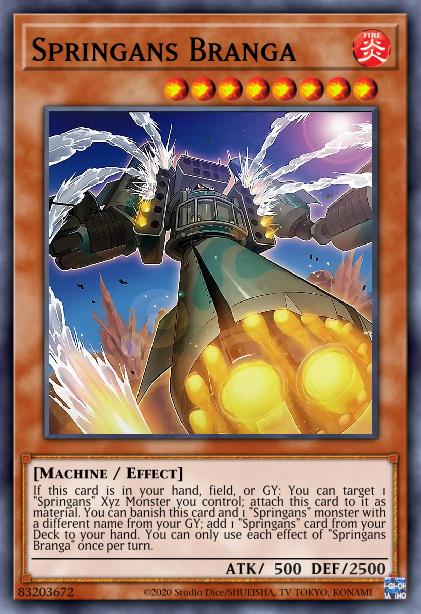 Springans Branga
FIRE
炎
[Machine / Effect]
If this card is in your hand, field, or GY: You can target 1
"Springans" Xyz Monster you control; attach this card to it as
material. You can banish this card and 1 "Springans" monster with
a different name from your GY; add 1 "Springans" card from your
Deck to your hand. You can only use each effect of "Springans
Branga" once per turn.
ATK/ 500 DEF/2500
83203672
©2020 Studio Dice/SHUEISHA, TV TOKYO, KONAMI